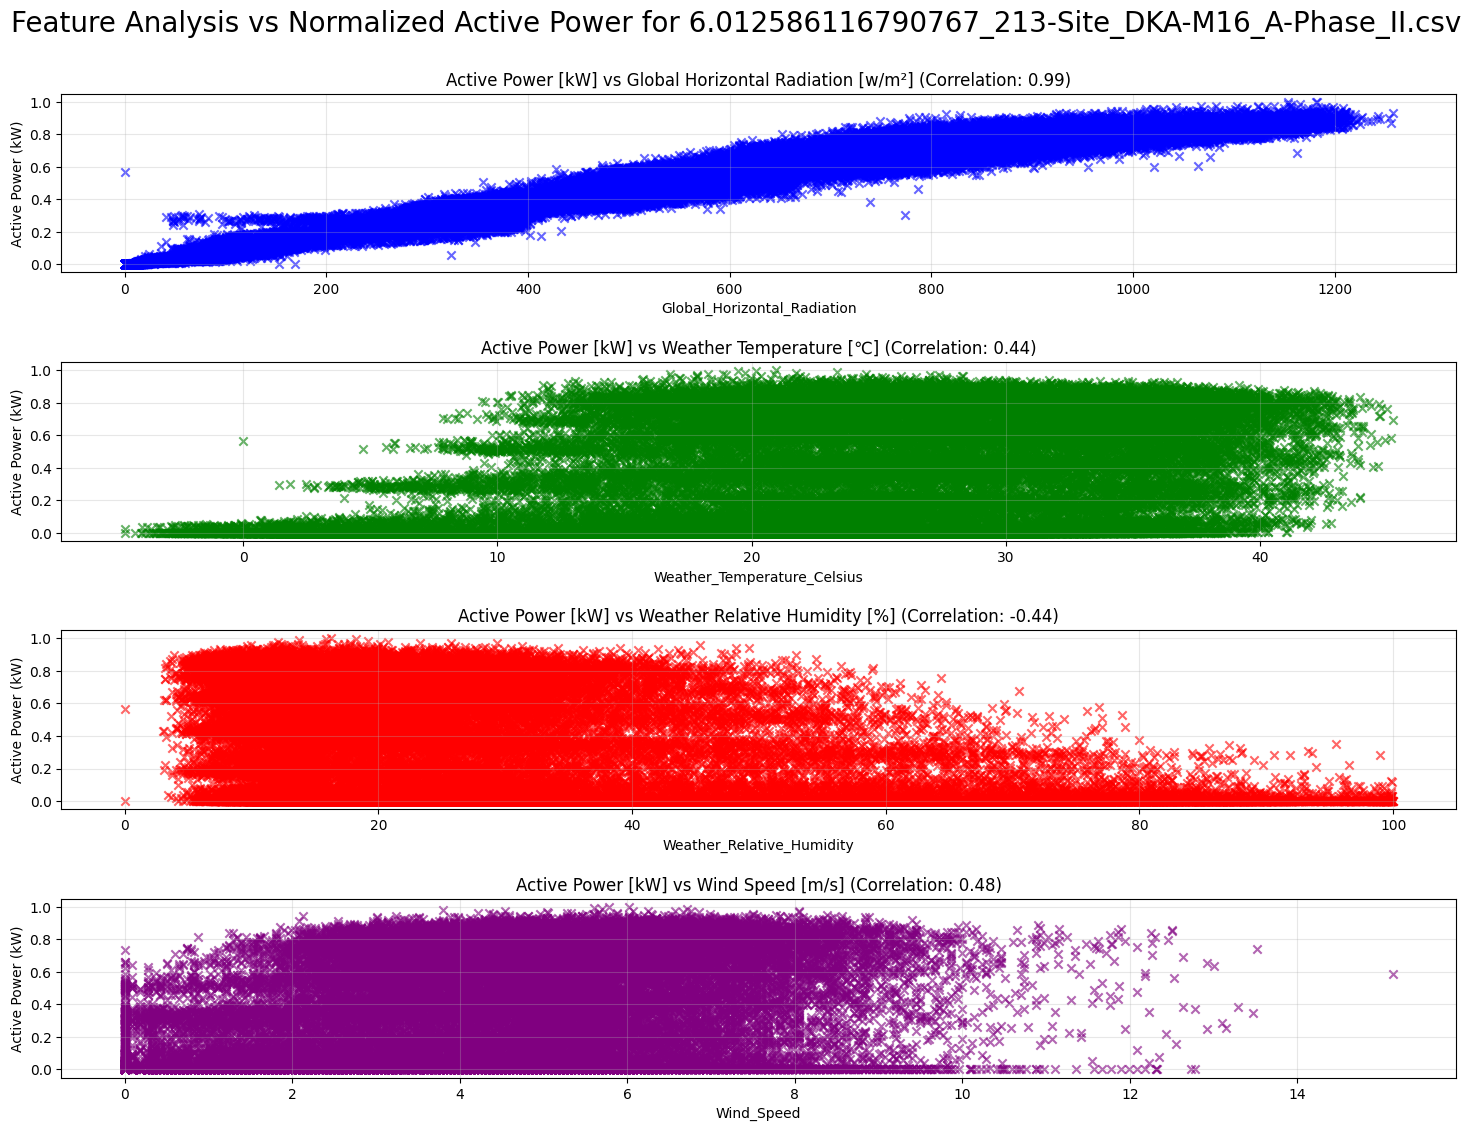 Feature Analysis vs Normalized Active Power for 6.012586116790767_213-Site_DKA-M16_A-Phase_II.csv
Active Power [kW] vs Global Horizontal Radiation [w/m²] (Correlation: 0.99)
Active Power (kW)
1.0
0.8
0.6
0.4
0.2
0.0
0 200 400 600 800 1000 1200
Global_Horizontal_Radiation
Active Power [kW] vs Weather Temperature [℃] (Correlation: 0.44)
Active Power (kW)
1.0
0.8
0.6
0.4
0.2
0.0
0 10 20 30 40
Weather_Temperature_Celsius
Active Power [kW] vs Weather Relative Humidity [%] (Correlation: -0.44)
Active Power (kW)
1.0
0.8
0.6
0.4
0.2
0.0
0 20 40 60 80 100
Weather_Relative_Humidity
Active Power [kW] vs Wind Speed [m/s] (Correlation: 0.48)
Active Power (kW)
1.0
0.8
0.6
0.4
0.2
0.0
0 2 4 6 8 10 12 14
Wind_Speed